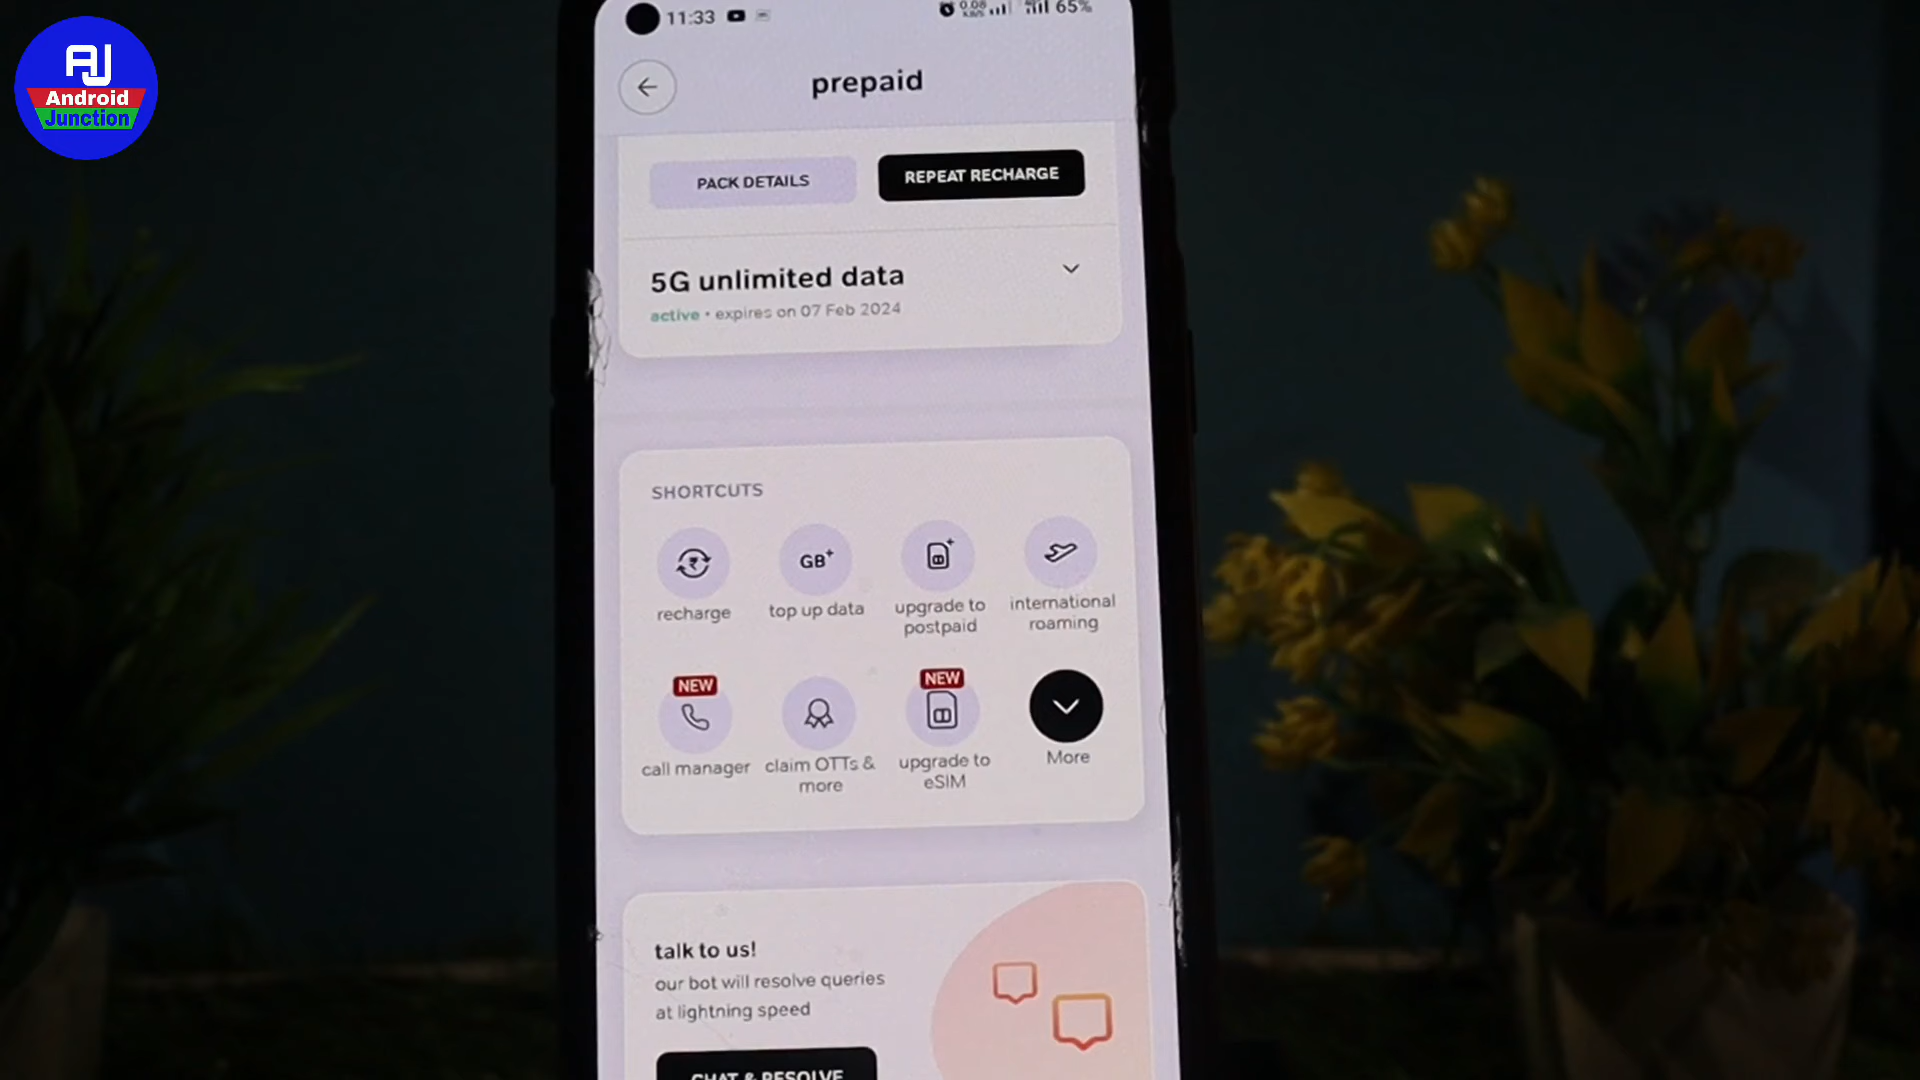 AJ
Android
Junction
11:33
0.08
65%
prepaid
PACK DETAILS
REPEAT RECHARGE
5G unlimited data
active • expires on 07 Feb 2024
SHORTCUTS
GB+
recharge
top up data
upgrade to
postpaid
international
roaming
NEW
NEW
call manager
claim OTTs &
more
upgrade to
eSIM
More
talk to us!
our bot will resolve queries
at lightning speed
CHAT & RESOLVE